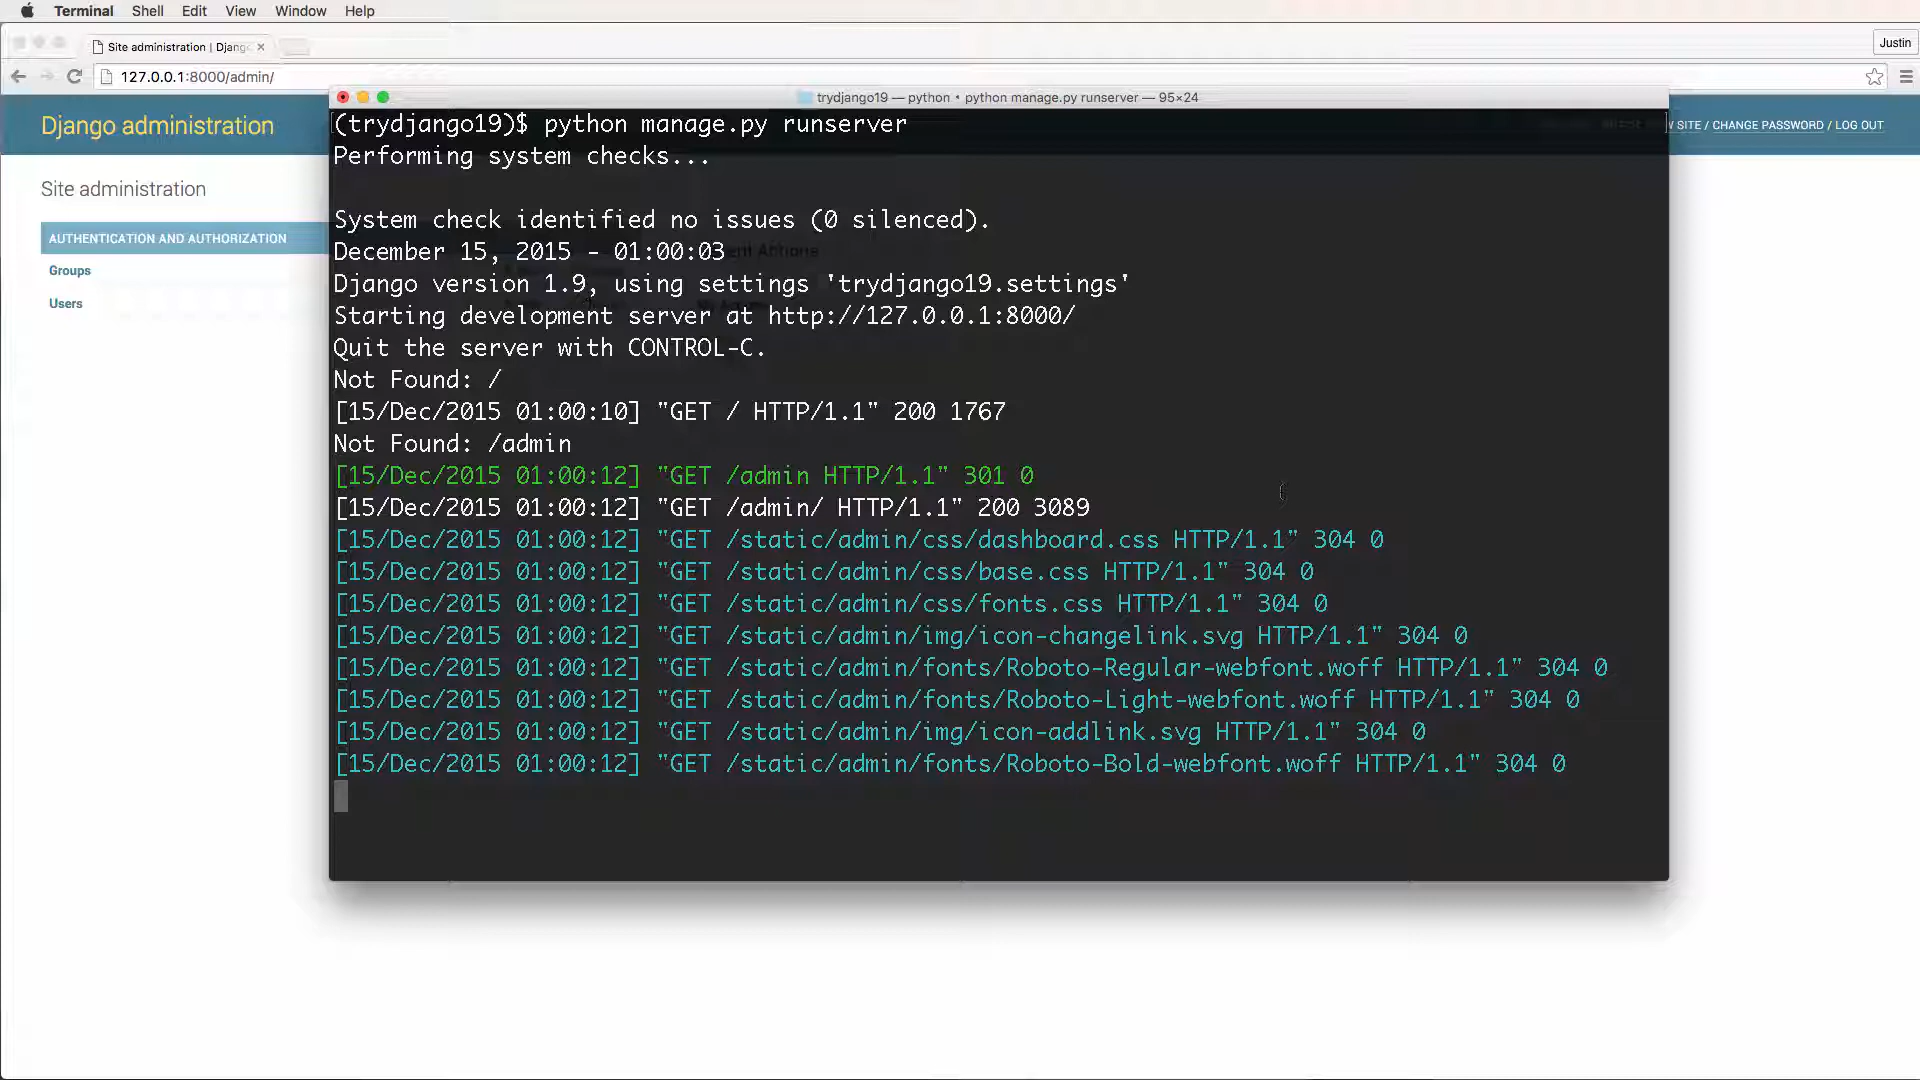 Terminal Shell Edit View Window Help
Site administration | Djang
Justin
127.0.0.1:8000/admin/
trydjango19 — python • python manage.py runserver — 95×24
Django administration
SITE / CHANGE PASSWORD / LOG OUT
Site administration
AUTHENTICATION AND AUTHORIZATION
Groups
Users
(trydjango19)$ python manage.py runserver
Performing system checks...
System check identified no issues (0 silenced).
December 15, 2015 - 01:00:03
Django version 1.9, using settings 'trydjango19.settings'
Starting development server at http://127.0.0.1:8000/
Quit the server with CONTROL-C.
Not Found: /
[15/Dec/2015 01:00:10] "GET / HTTP/1.1" 200 1767
Not Found: /admin
[15/Dec/2015 01:00:12] "GET /admin HTTP/1.1" 301 0
[15/Dec/2015 01:00:12] "GET /admin/ HTTP/1.1" 200 3089
[15/Dec/2015 01:00:12] "GET /static/admin/css/dashboard.css HTTP/1.1" 304 0
[15/Dec/2015 01:00:12] "GET /static/admin/css/base.css HTTP/1.1" 304 0
[15/Dec/2015 01:00:12] "GET /static/admin/css/fonts.css HTTP/1.1" 304 0
[15/Dec/2015 01:00:12] "GET /static/admin/img/icon-changelink.svg HTTP/1.1" 304 0
[15/Dec/2015 01:00:12] "GET /static/admin/fonts/Roboto-Regular-webfont.woff HTTP/1.1" 304 0
[15/Dec/2015 01:00:12] "GET /static/admin/fonts/Roboto-Light-webfont.woff HTTP/1.1" 304 0
[15/Dec/2015 01:00:12] "GET /static/admin/img/icon-addlink.svg HTTP/1.1" 304 0
[15/Dec/2015 01:00:12] "GET /static/admin/fonts/Roboto-Bold-webfont.woff HTTP/1.1" 304 0